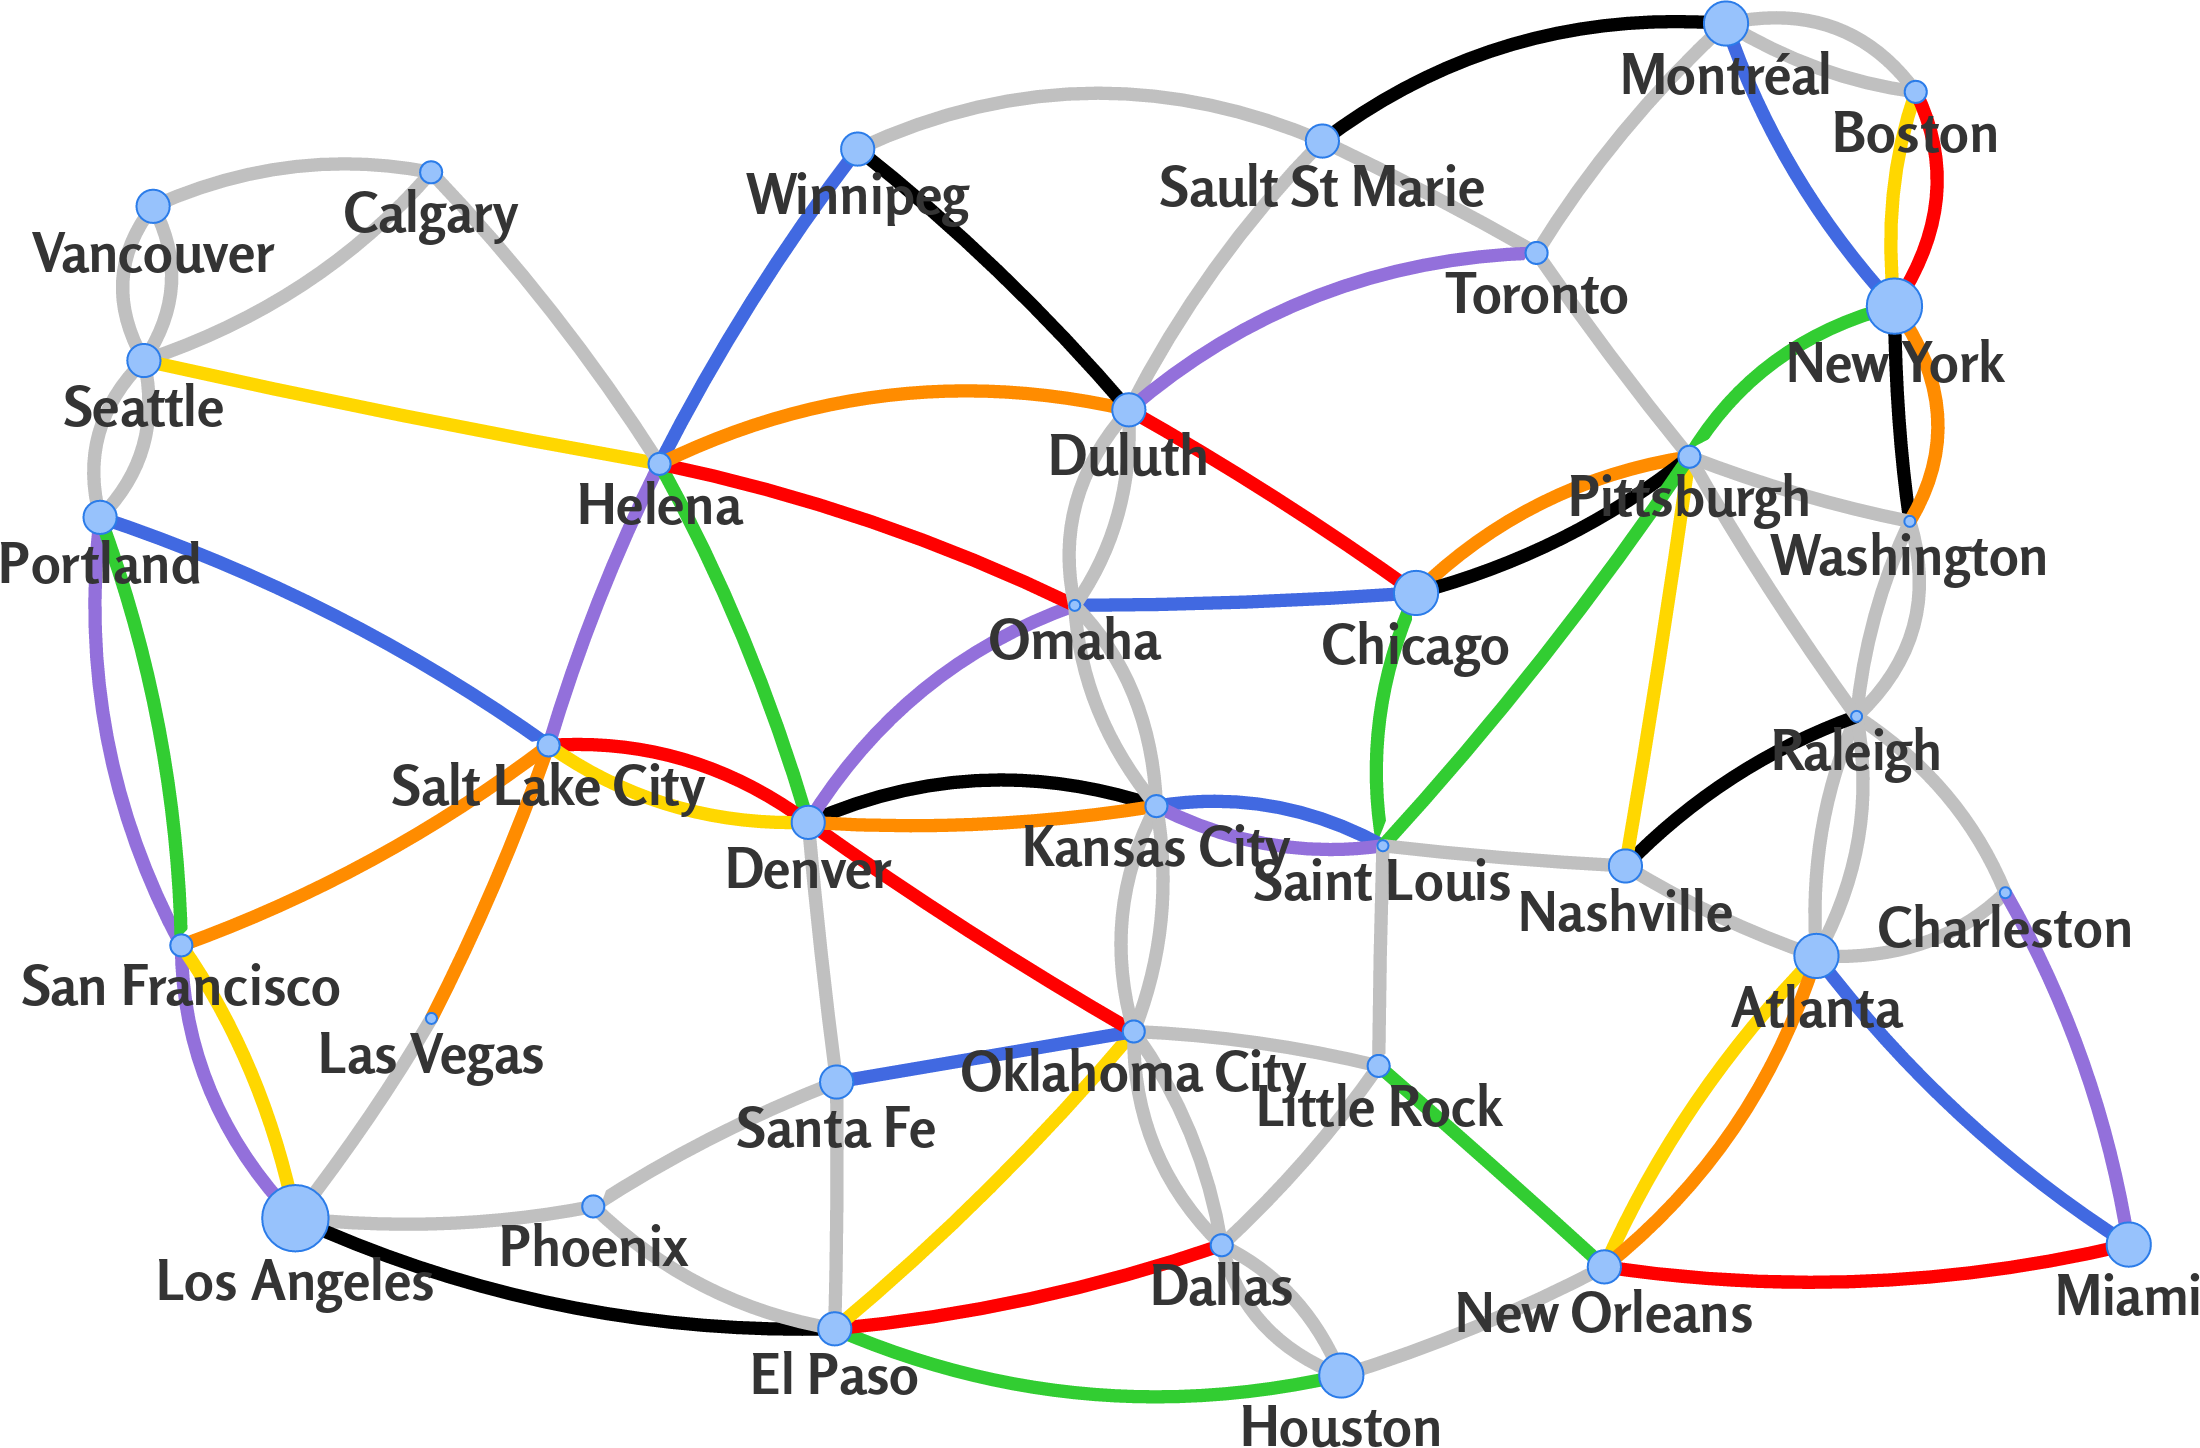 Montréal
Boston
Winnipeg
Sault St Marie
Calgary
Vancouver
Toronto
New York
Seattle
Duluth
Helena
Pittsburgh
Washington
Portland
Omaha
Chicago
Raleigh
Salt Lake City
Denver
Kansas City
Saint Louis
Nashville
Charleston
San Francisco
Atlanta
Las Vegas
Oklahoma City
Little Rock
Santa Fe
Phoenix
Los Angeles
Dallas
New Orleans
Miami
El Paso
Houston